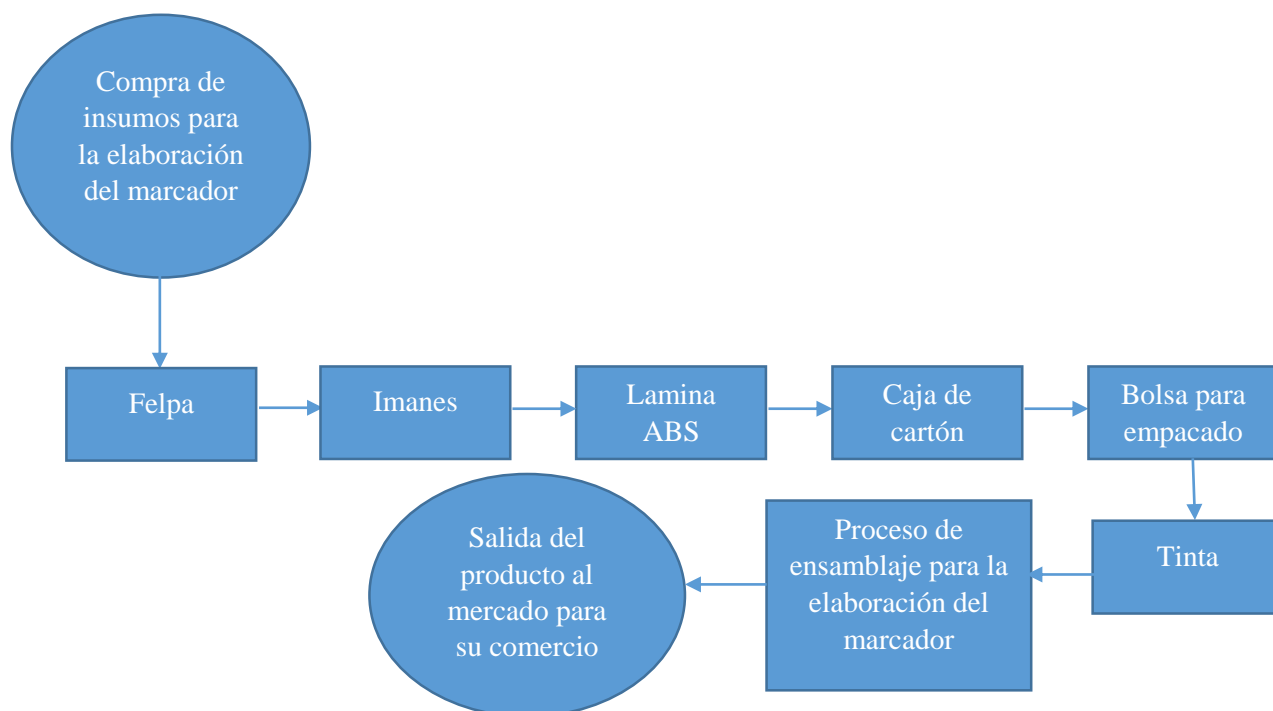 Compra de
insumos para
la elaboración
del marcador
Felpa
Imanes
Lamina
ABS
Caja de
cartón
Bolsa para
empacado
Tinta
Proceso de
ensamblaje para la
elaboración del
marcador
Salida del
producto al
mercado para
su comercio